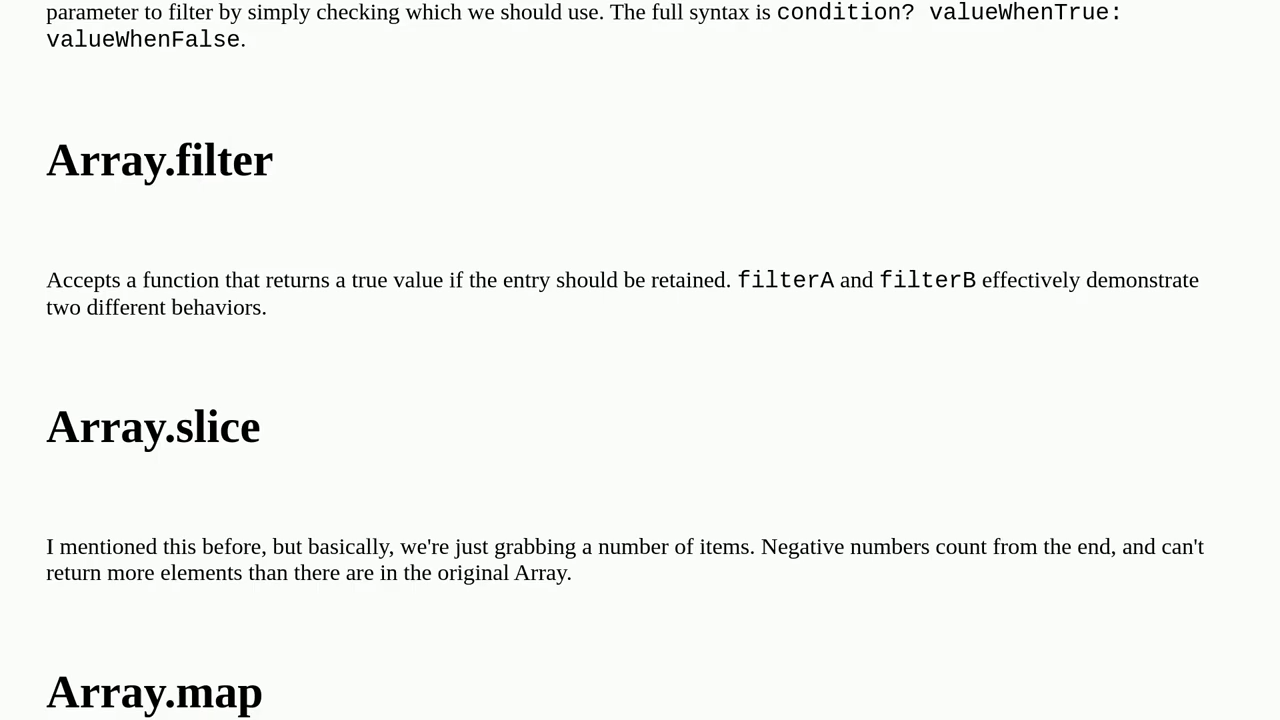 parameter to filter by simply checking which we should use. The full syntax is condition? valueWhenTrue:
valueWhenFalse.
Array.filter
Accepts a function that returns a true value if the entry should be retained. filterA and filterB effectively demonstrate
two different behaviors.
Array.slice
I mentioned this before, but basically, we're just grabbing a number of items. Negative numbers count from the end, and can't
return more elements than there are in the original Array.
Array.map